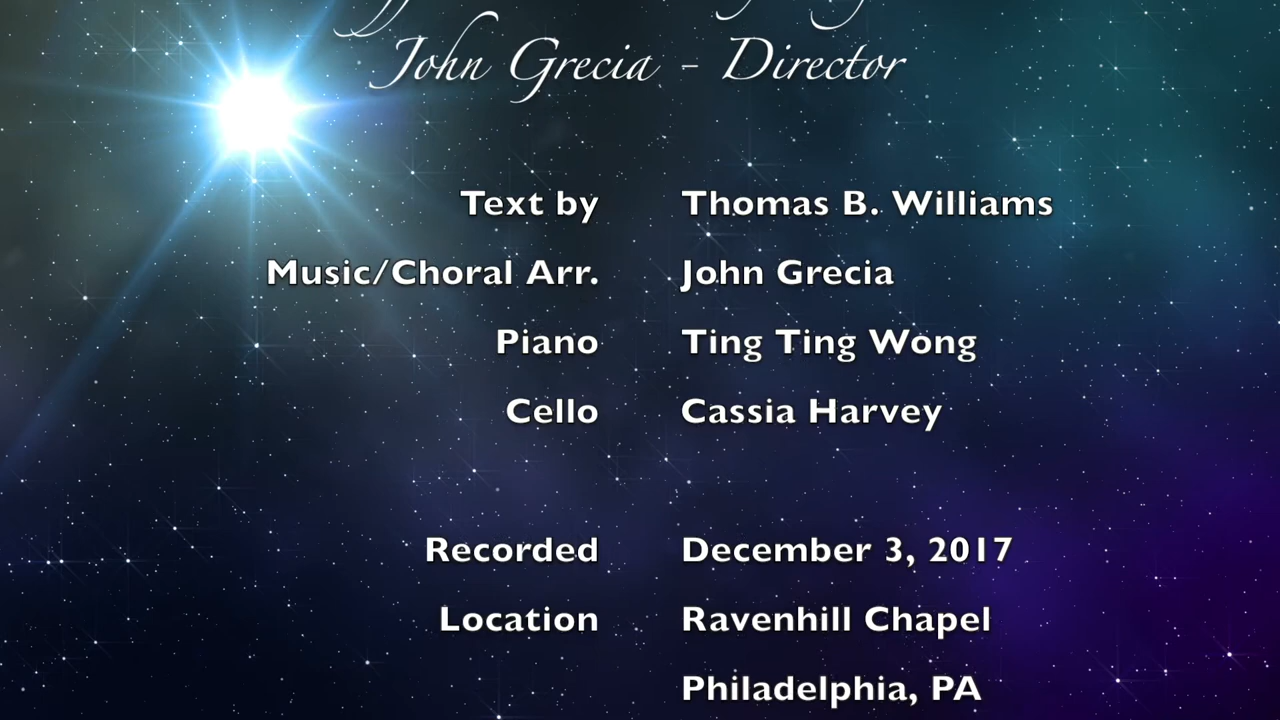 John Grecia - Director
Text by Thomas B. Williams
Music/Choral Arr. John Grecia
Piano Ting Ting Wong
Cello Cassia Harvey
Recorded December 3, 2017
Location Ravenhill Chapel
Philadelphia, PA